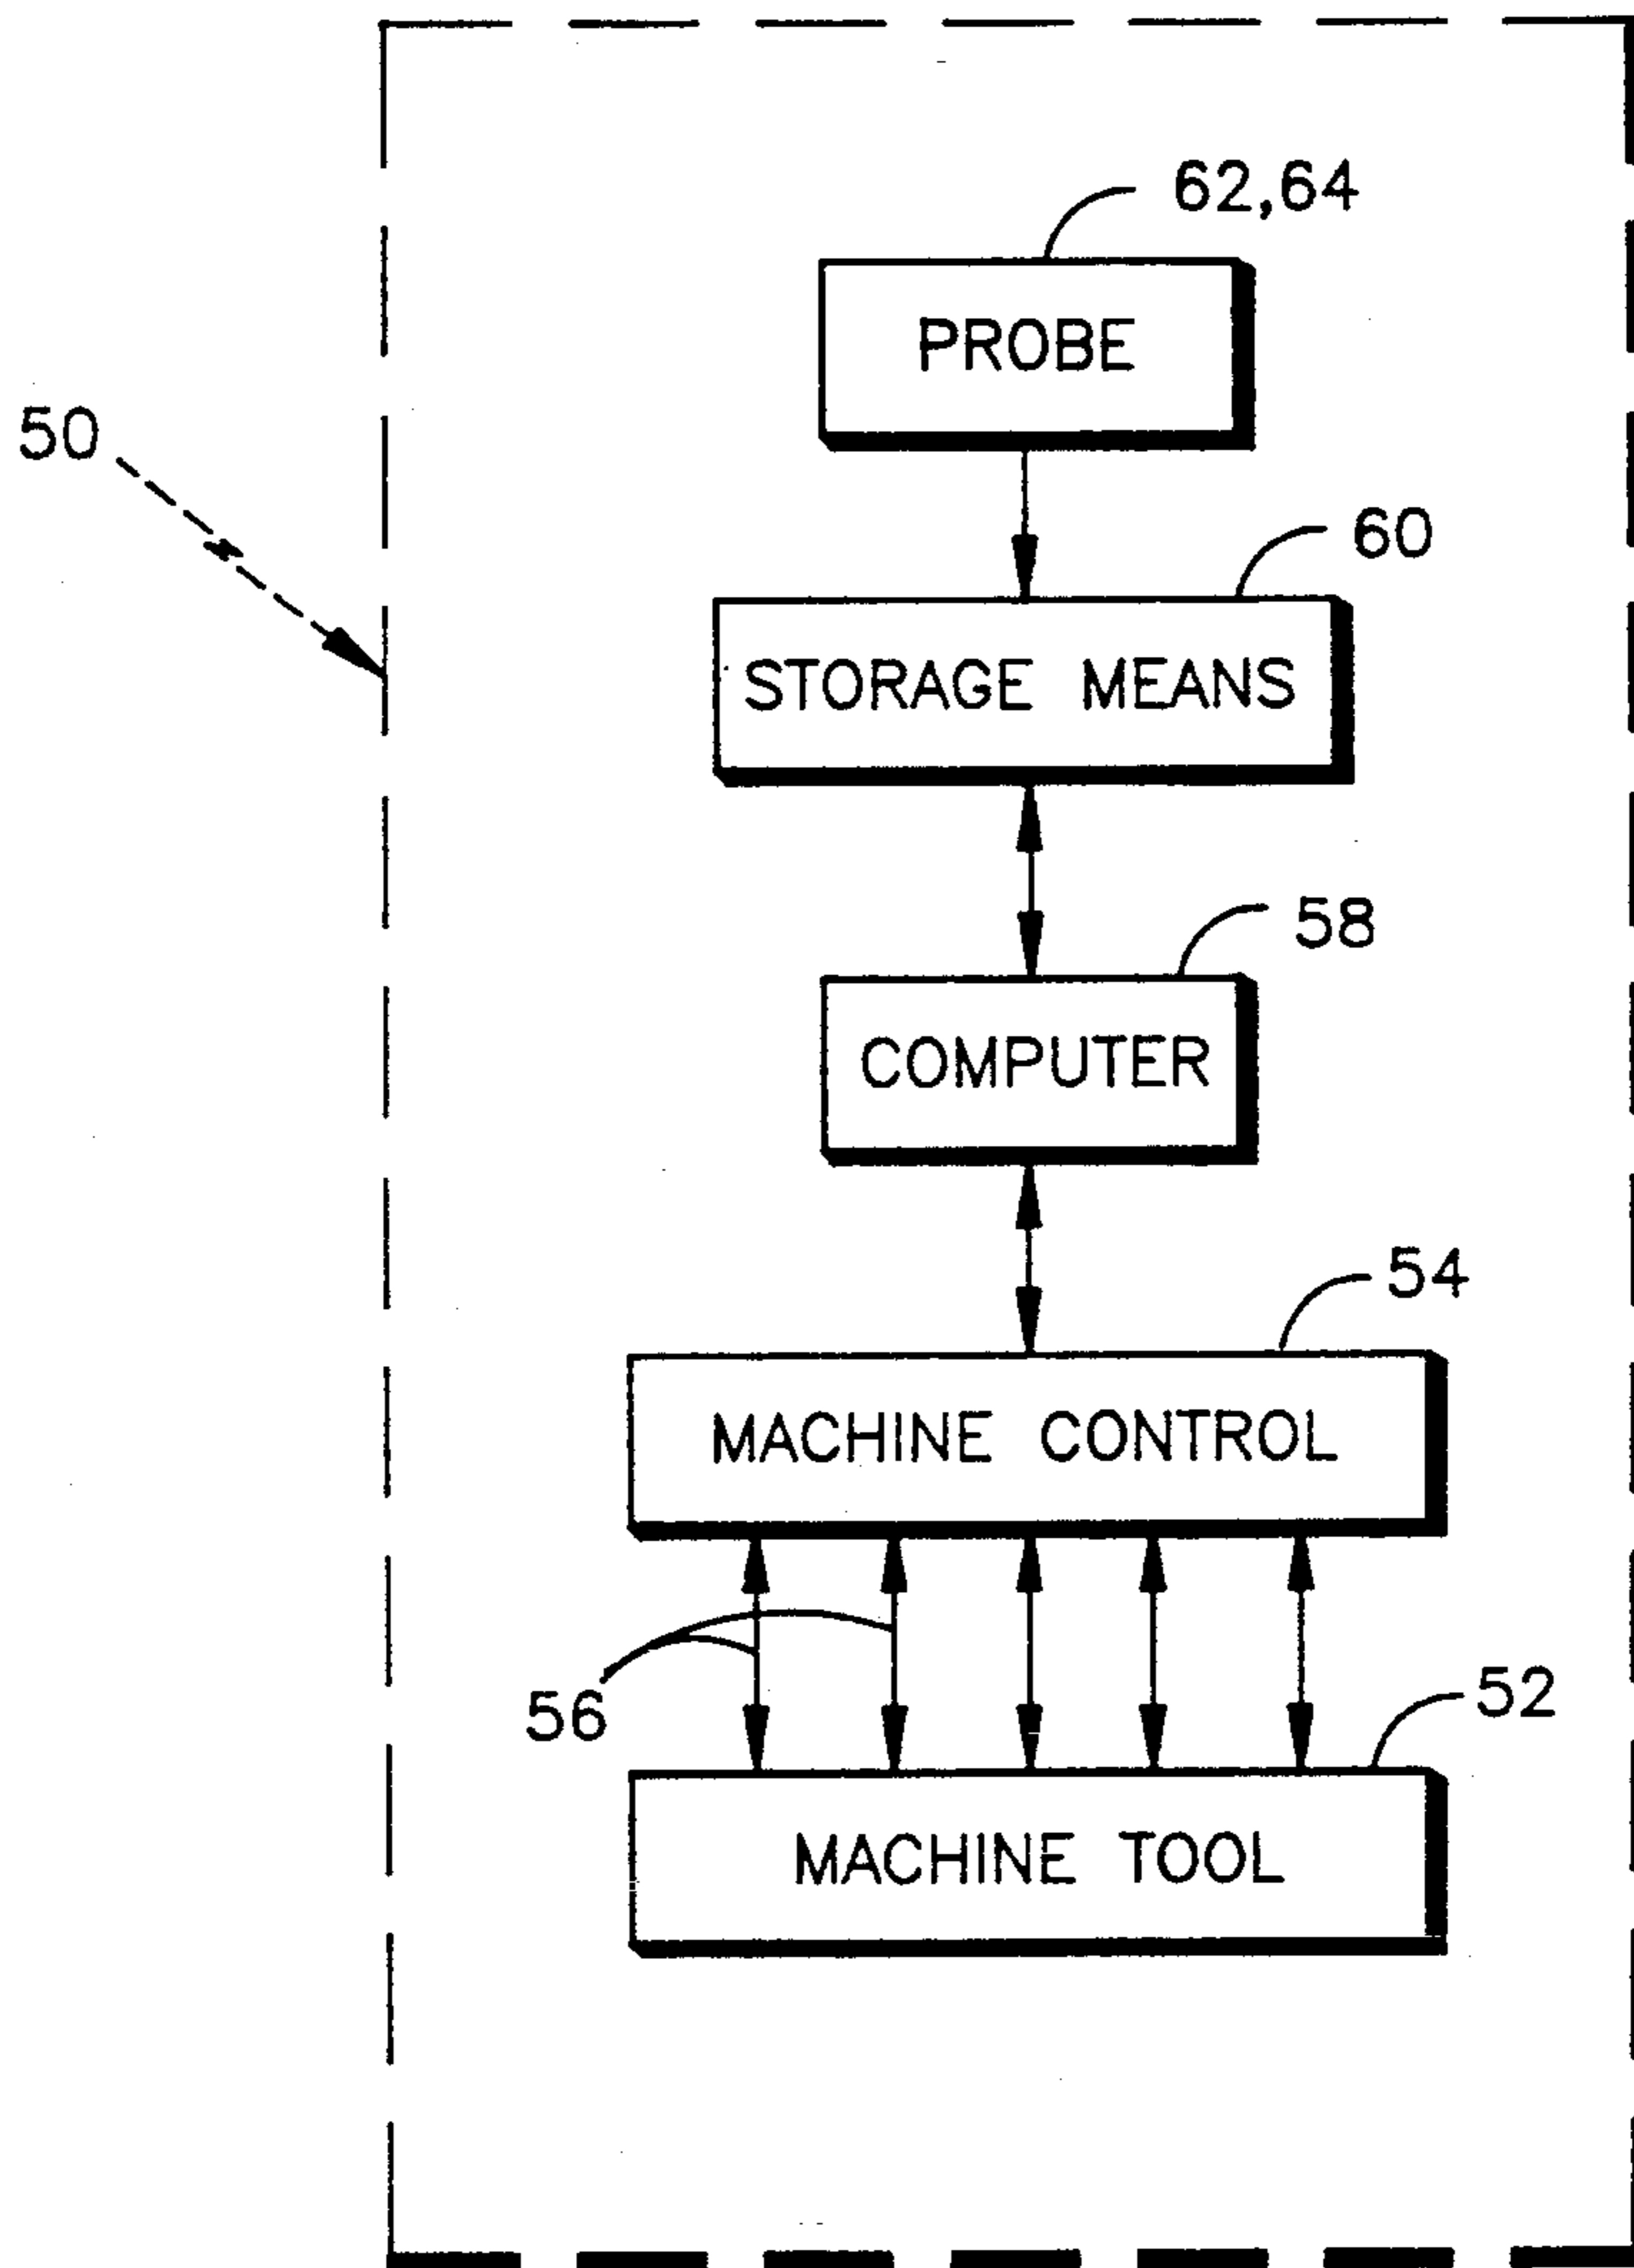 62,64
PROBE
50
60
STORAGE MEANS
58
COMPUTER
54
MACHINE CONTROL
56
52
MACHINE TOOL